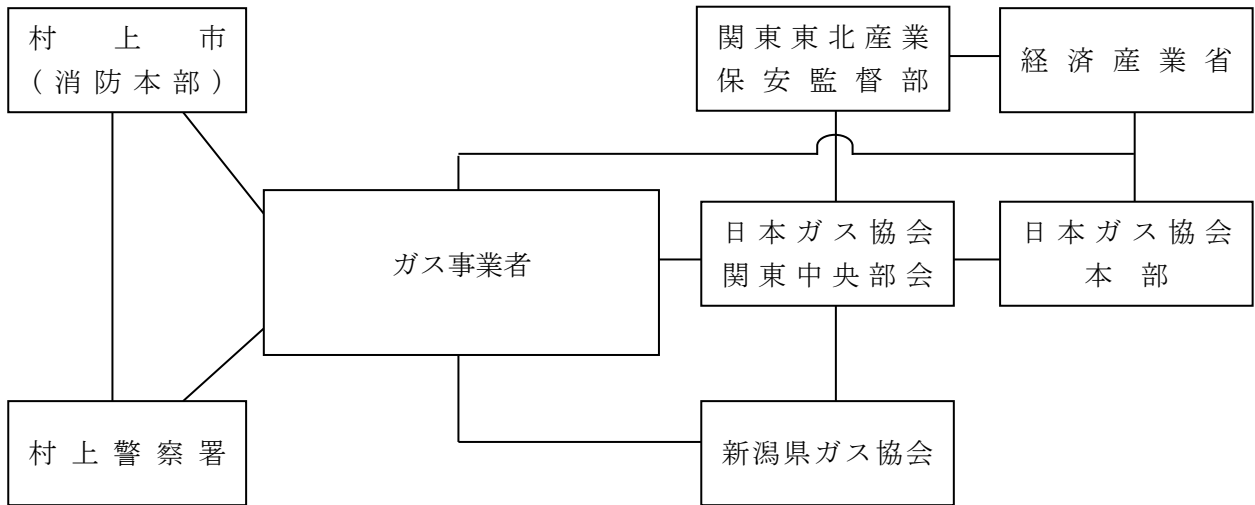 村上市
(消防本部)
関東東北産業
保安監督部
経済産業省
ガス事業者
日本ガス協会
関東中央部会
日本ガス協会
本部
村上警察署
新潟県ガス協会